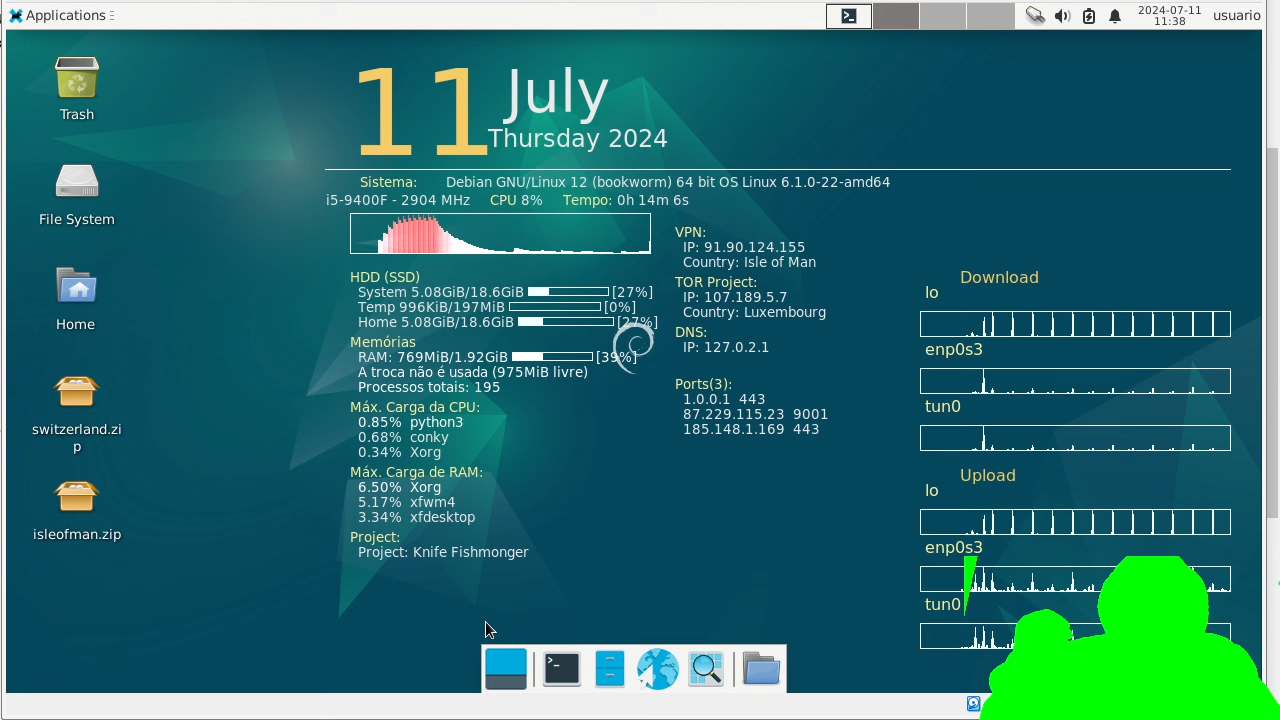 Applications
2024-07-11
11:38
usuario
Trash
File System
Home
switzerland.zi
p
isleofman.zip
11
July
Thursday 2024
Sistema: Debian GNU/Linux 12 (bookworm) 64 bit OS Linux 6.1.0-22-amd64
i5-9400F - 2904 MHz CPU 8% Tempo: 0h 14m 6s
HDD (SSD)
System 5.08GiB/18.6GiB [27%]
Temp 996KiB/197MiB [0%]
Home 5.08GiB/18.6GiB [27%]
Memórias
RAM: 769MiB/1.92GiB [39%]
A troca não é usada (975MiB livre)
Processos totais: 195
Máx. Carga da CPU:
0.85% python3
0.68% conky
0.34% Xorg
Máx. Carga de RAM:
6.50% Xorg
5.17% xfwm4
3.34% xfdesktop
Project:
Project: Knife Fishmonger
VPN:
IP: 91.90.124.155
Country: Isle of Man
TOR Project:
IP: 107.189.5.7
Country: Luxembourg
DNS:
IP: 127.0.2.1
Ports(3):
1.0.0.1 443
87.229.115.23 9001
185.148.1.169 443
Download
lo
enp0s3
tun0
Upload
lo
enp0s3
tun0